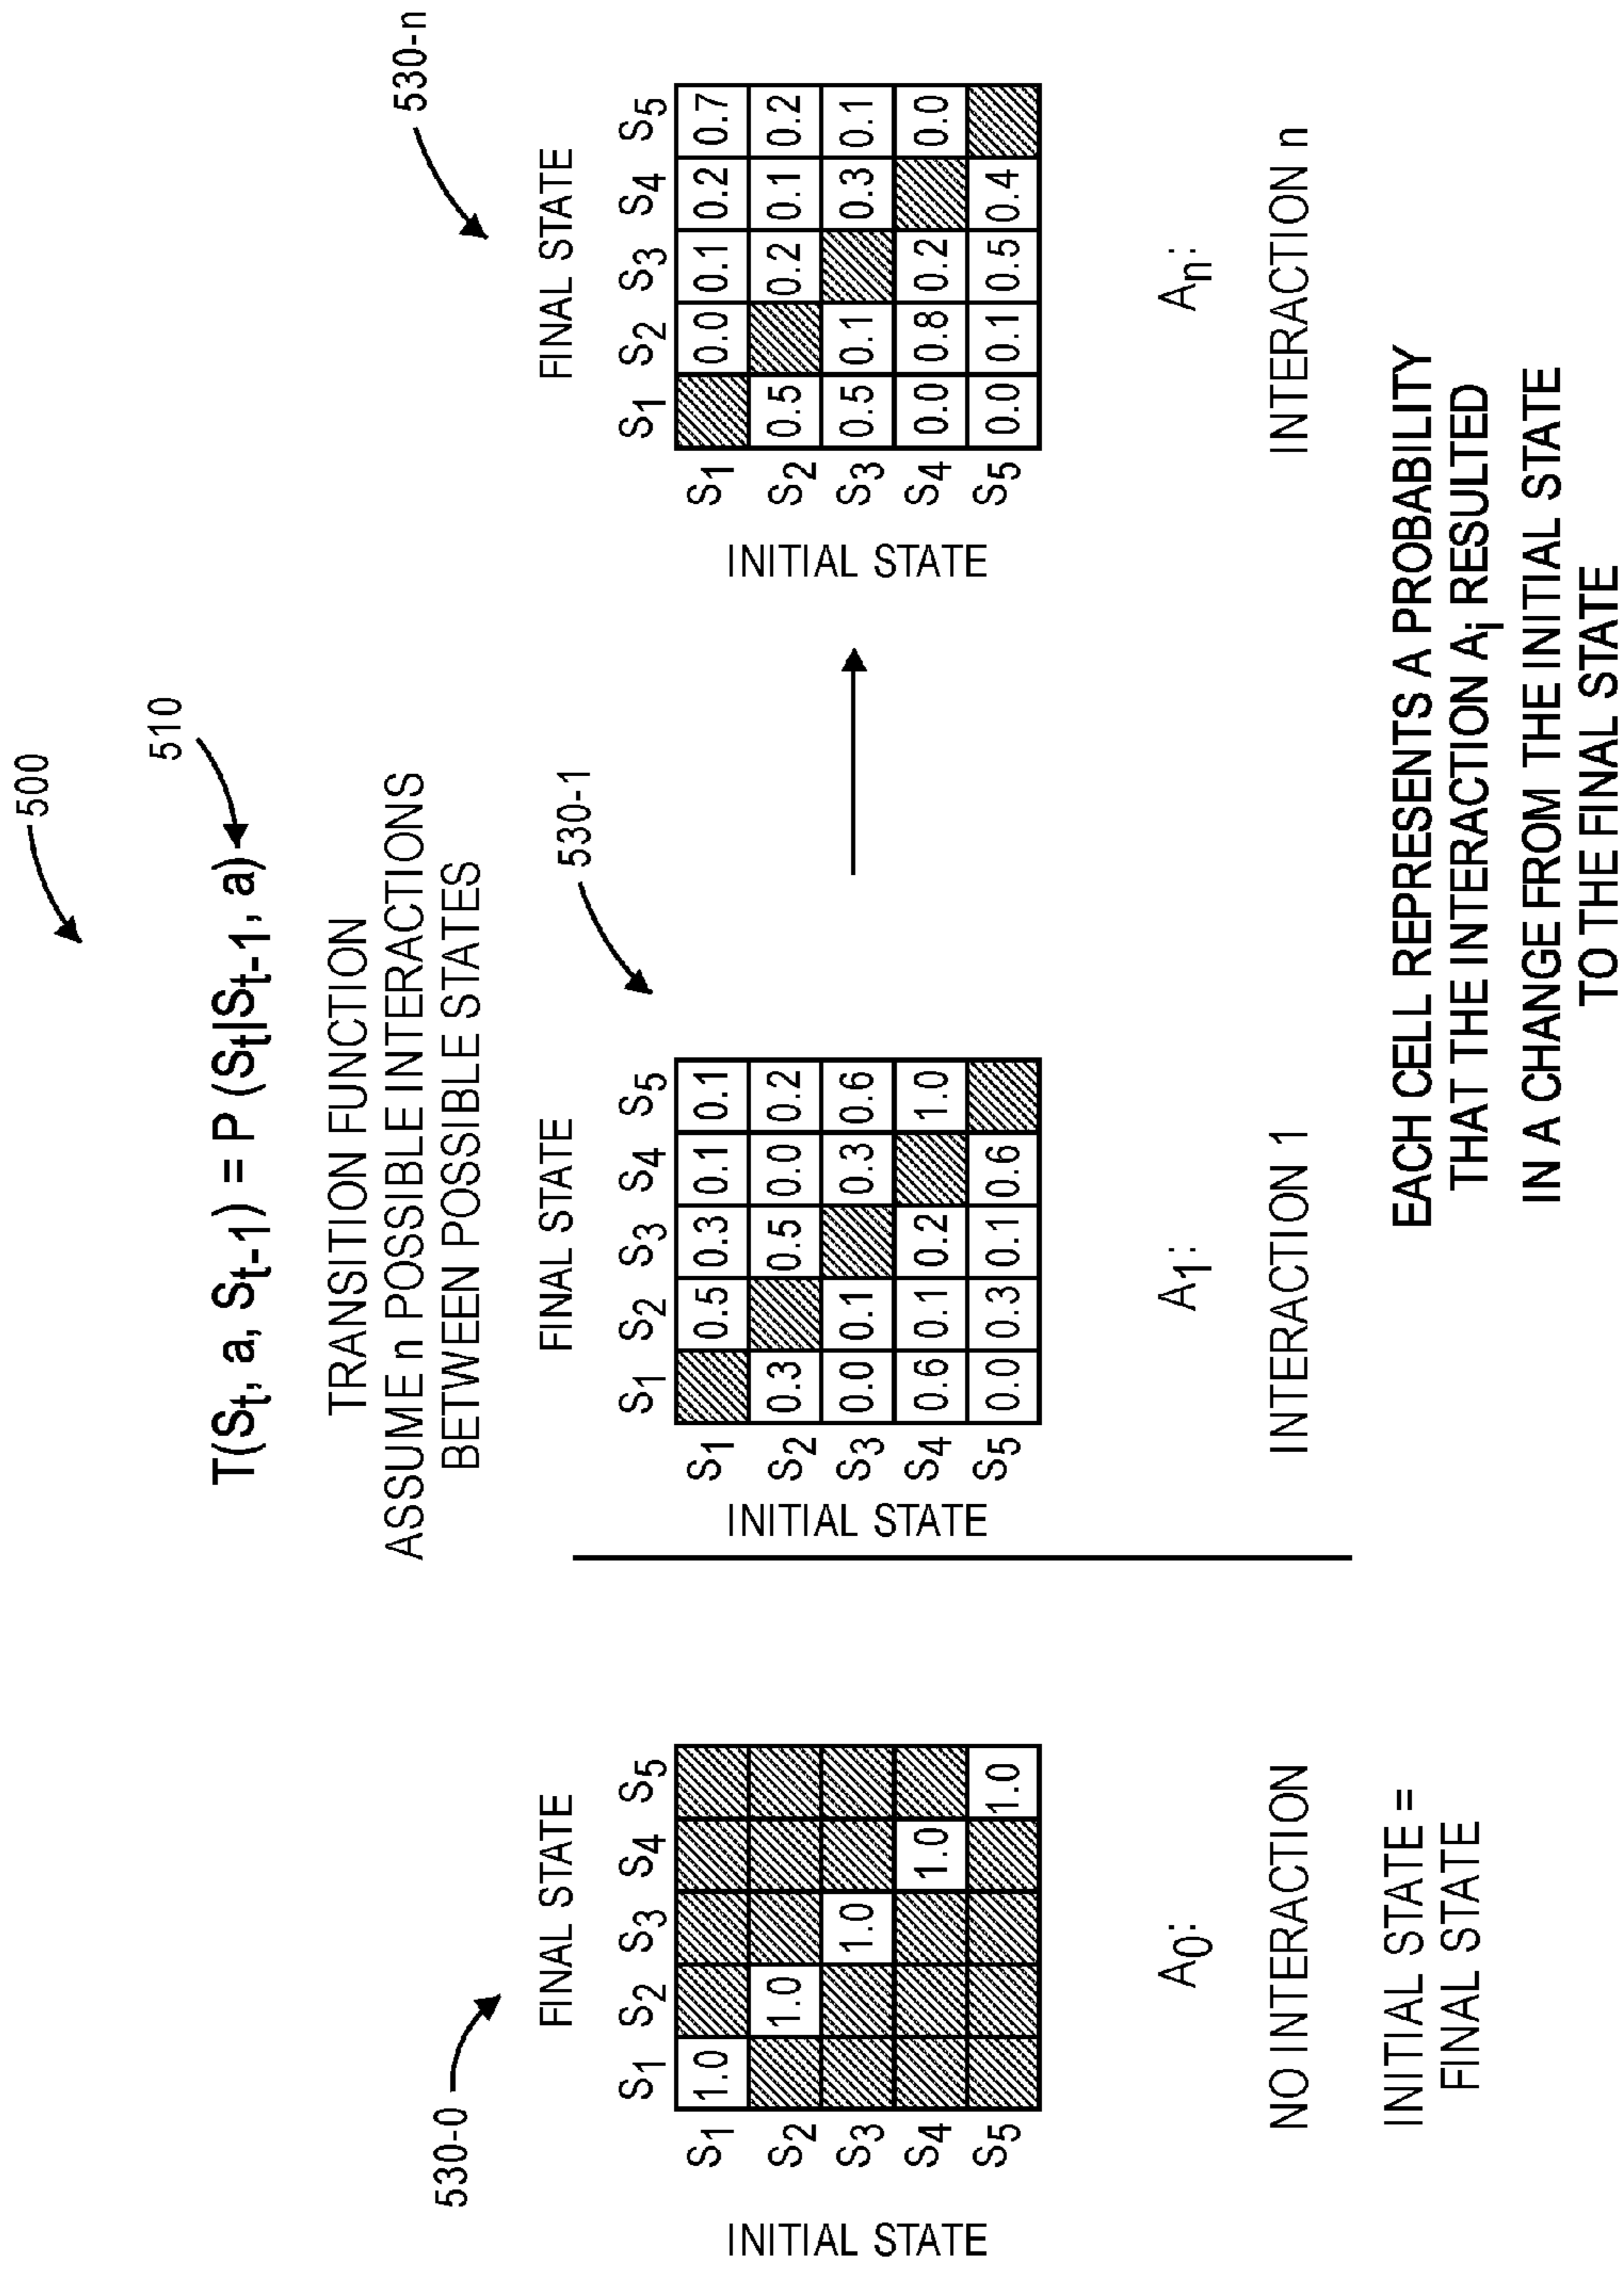 500
T(St, a, St-1) = P (St|St-1, a)
510
TRANSITION FUNCTION
ASSUME n POSSIBLE INTERACTIONS
BETWEEN POSSIBLE STATES
530-0
FINAL STATE
S1 S2 S3 S4 S5
INITIAL STATE
S1 1.0
S2 1.0
S3 1.0
S4 1.0
S5 1.0
A0:
NO INTERACTION
INITIAL STATE =
FINAL STATE
530-1
FINAL STATE
S1 S2 S3 S4 S5
INITIAL STATE
S1 0.5 0.3 0.1 0.1
S2 0.3 0.5 0.0 0.2
S3 0.0 0.1 0.3 0.6
S4 0.6 0.1 0.2 1.0
S5 0.0 0.3 0.1 0.6
A1:
INTERACTION 1
530-n
FINAL STATE
S1 S2 S3 S4 S5
INITIAL STATE
S1 0.0 0.1 0.2 0.7
S2 0.5 0.2 0.1 0.2
S3 0.5 0.1 0.3 0.1
S4 0.0 0.8 0.2 0.0
S5 0.0 0.1 0.5 0.4
An:
INTERACTION n
EACH CELL REPRESENTS A PROBABILITY
THAT THE INTERACTION Ai RESULTED
IN A CHANGE FROM THE INITIAL STATE
TO THE FINAL STATE